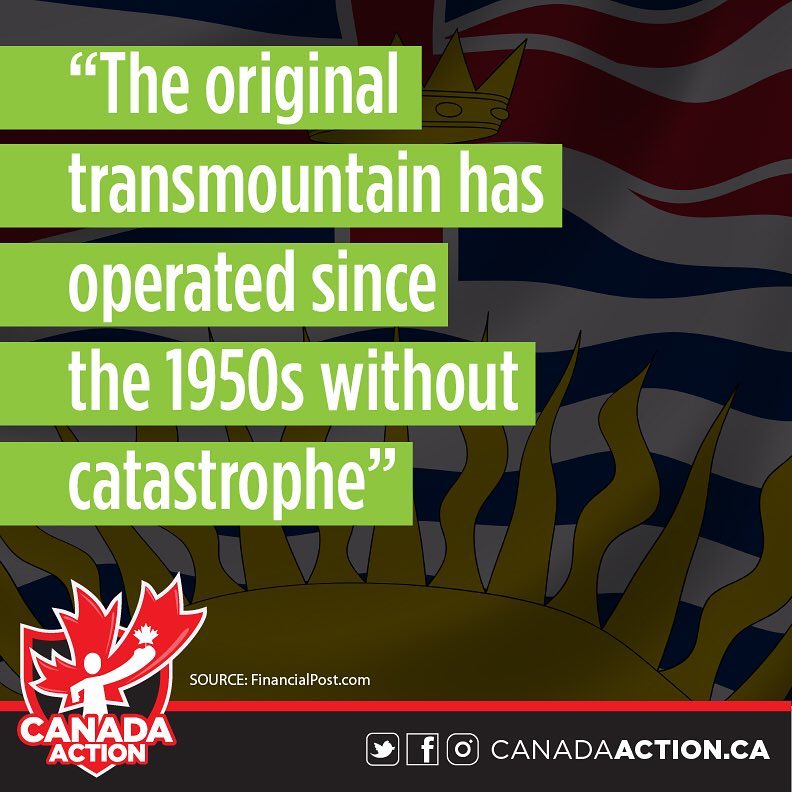 “The original
transmountain has
operated since
the 1950s without
catastrophe”
SOURCE: FinancialPost.com
CANADA
ACTION
CANADAACTION.CA